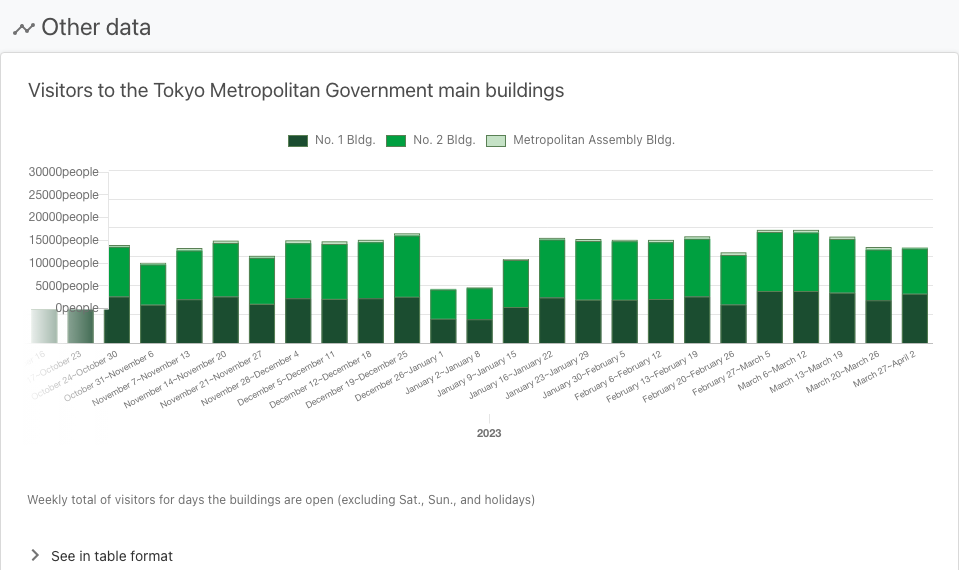 Other data
Visitors to the Tokyo Metropolitan Government main buildings
No. 1 Bldg. No. 2 Bldg. Metropolitan Assembly Bldg.
30000people
25000people
20000people
15000people
10000people
5000people
0people
16
October 23
October 24~October 30
October 31~November 6
November 7~November 13
November 14~November 20
November 21~November 27
November 28~December 4
December 5~December 11
December 12~December 18
December 19~December 25
December 26~January 1
January 2~January 8
January 9~January 15
January 16~January 22
January 23~January 29
January 30~February 5
February 6~February 12
February 13~February 19
February 20~February 26
February 27~March 5
March 6~March 12
March 13~March 19
March 20~March 26
March 27~April 2
2023
Weekly total of visitors for days the buildings are open (excluding Sat., Sun., and holidays)
See in table format